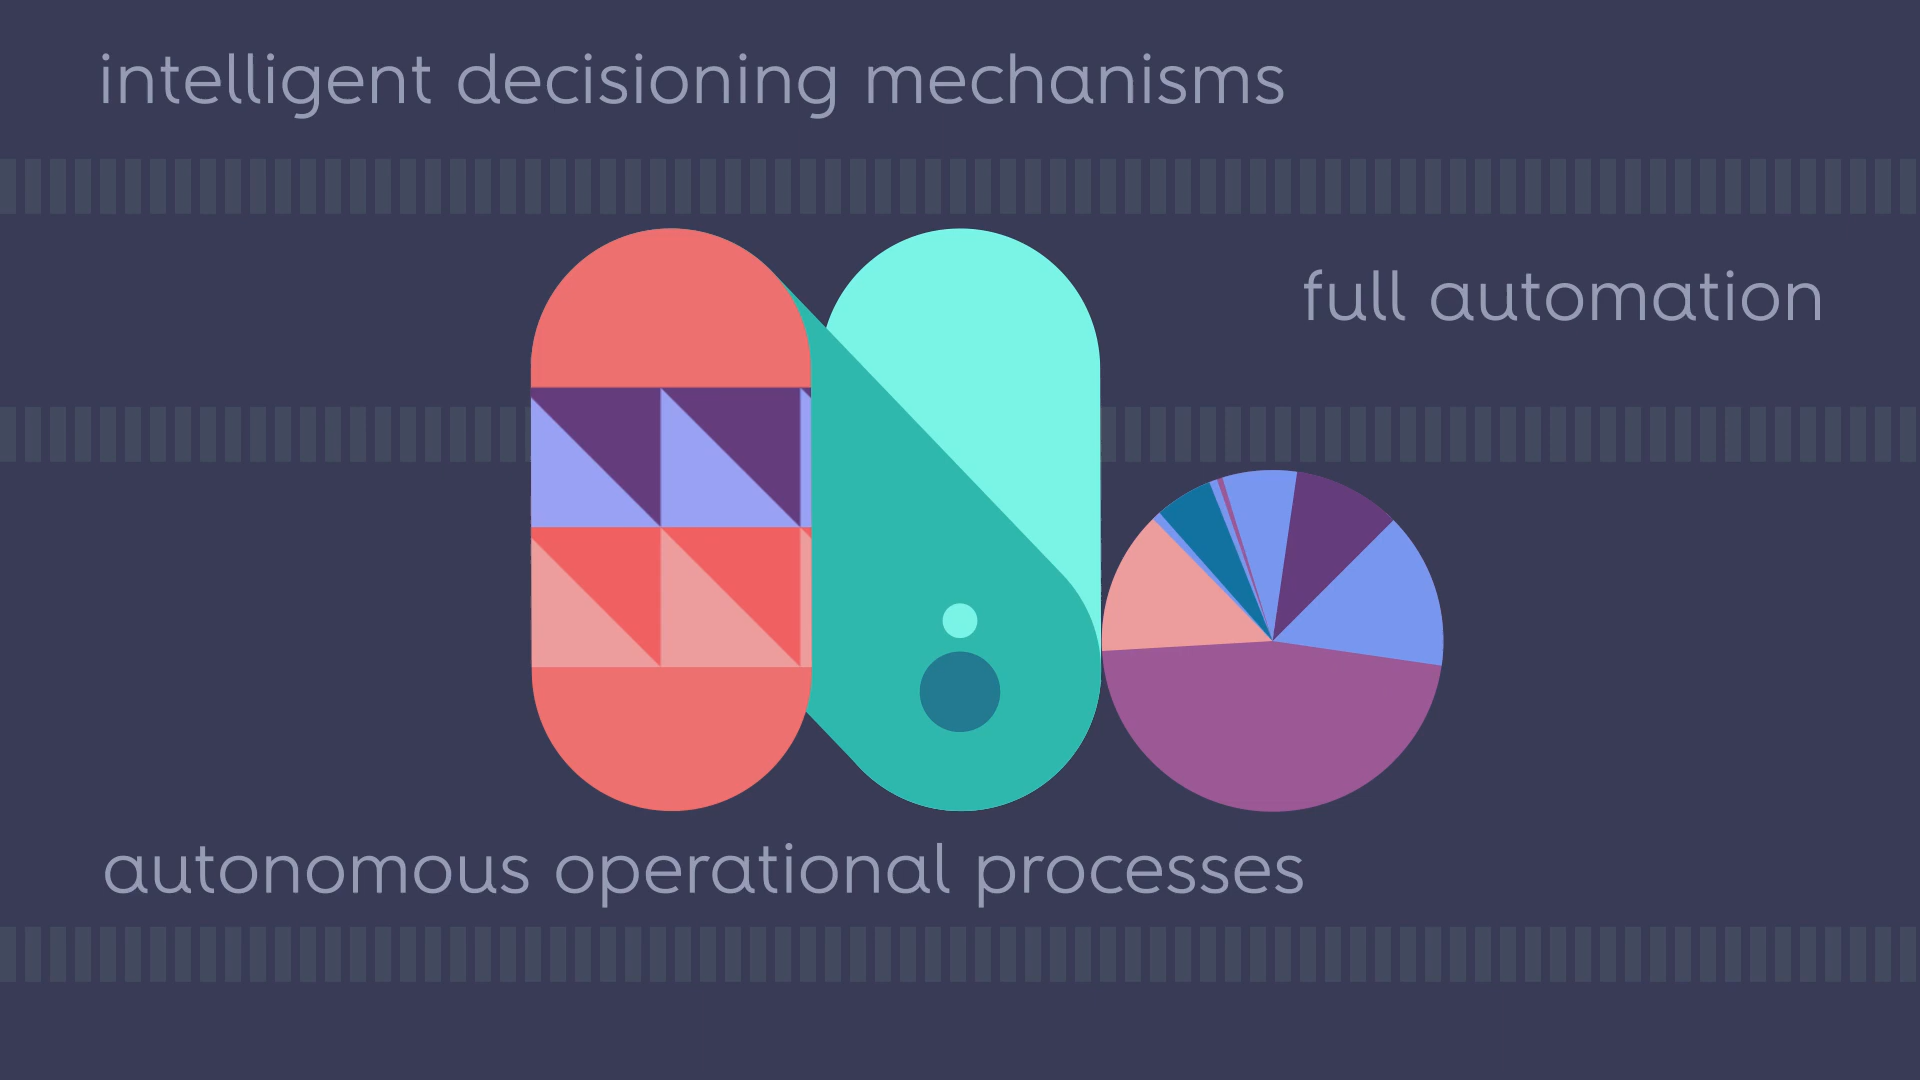 intelligent decisioning mechanisms
full automation
autonomous operational processes